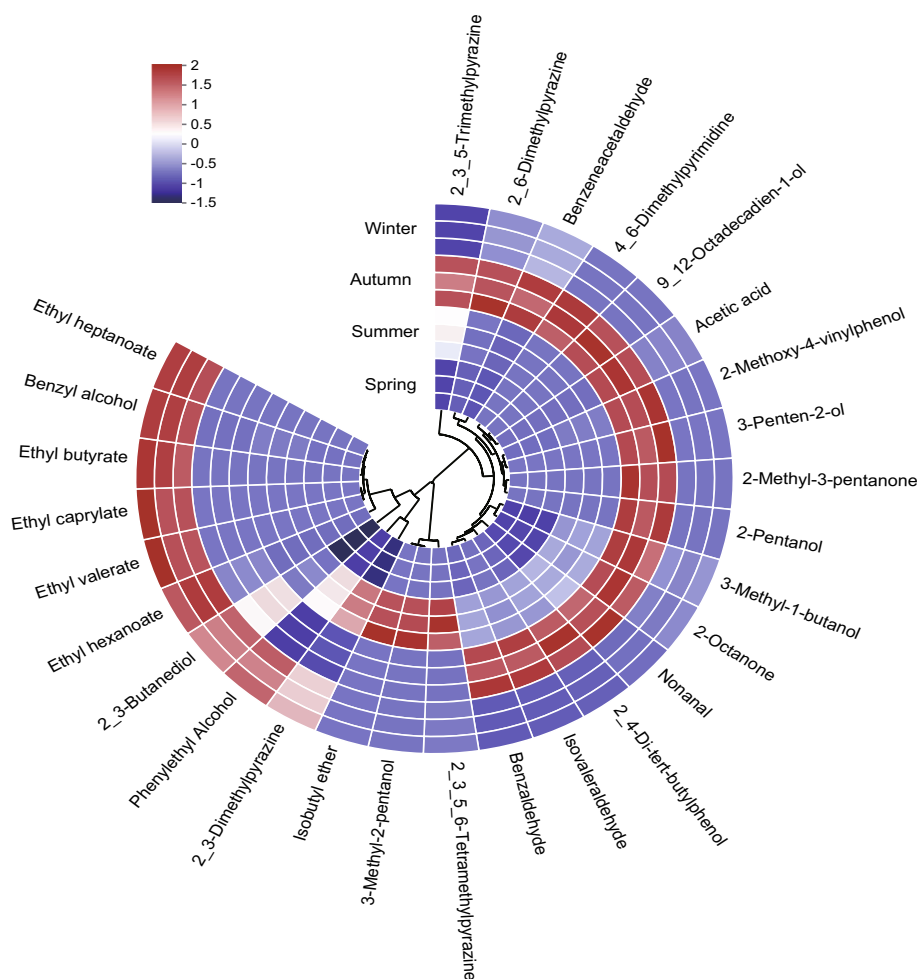 2
1.5
1
0.5
0
-0.5
-1
-1.5
Winter
Autumn
Summer
Spring
2_3_5-Trimethylpyrazine
2_6-Dimethylpyrazine
Benzeneacetaldehyde
4_6-Dimethylpyrimidine
9_12-Octadecadien-1-ol
Acetic acid
2-Methoxy-4-vinylphenol
3-Penten-2-ol
2-Methyl-3-pentanone
2-Pentanol
3-Methyl-1-butanol
2-Octanone
Nonanal
2_4-Di-tert-butylphenol
Isovaleraldehyde
Benzaldehyde
2_3_5_6-Tetramethylpyrazine
3-Methyl-2-pentanol
Isobutyl ether
2_3-Dimethylpyrazine
Phenylethyl Alcohol
2_3-Butanediol
Ethyl hexanoate
Ethyl valerate
Ethyl caprylate
Ethyl butyrate
Benzyl alcohol
Ethyl heptanoate